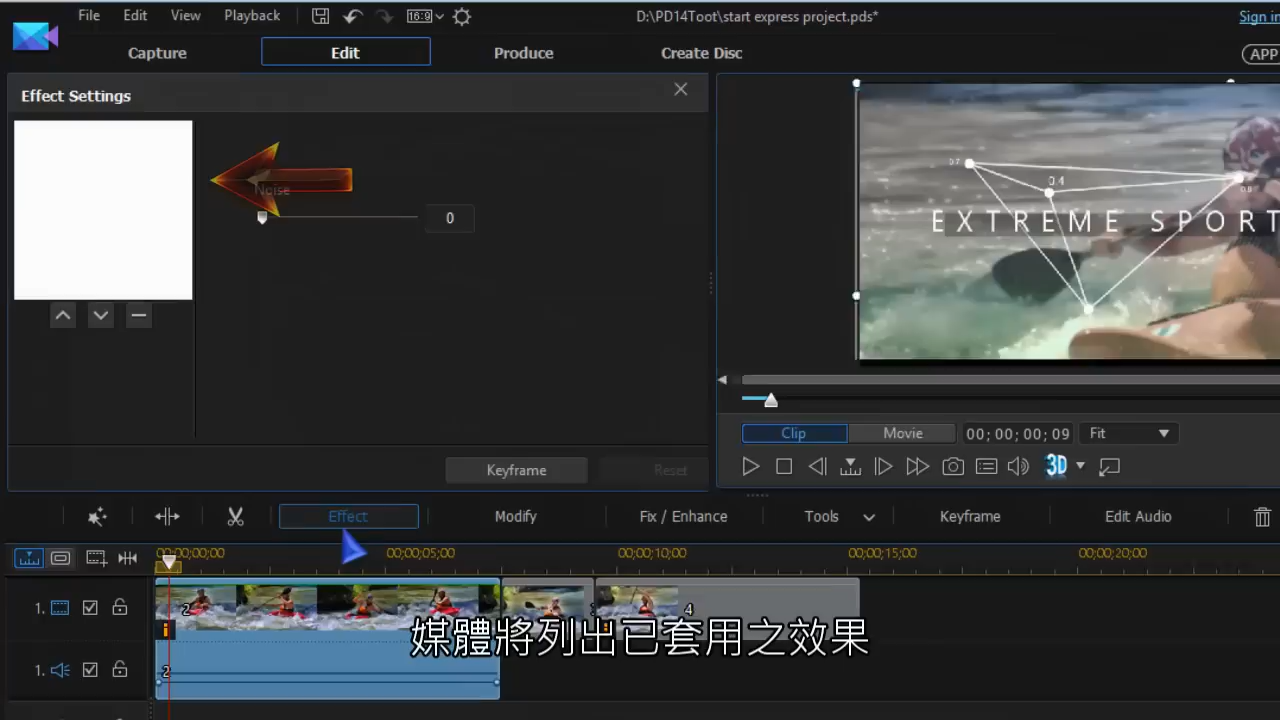 File Edit View Playback 16:9 D:\PD14Toot\start express project.pds* Sign in
Capture Edit Produce Create Disc APP
Effect Settings
Noise
0
0.7
0.4
EXTREME SPORT
Keyframe Reset
Clip Movie 00; 00; 00; 09 Fit
3D
Effect Modify Fix / Enhance Tools Keyframe Edit Audio
00;00;00;00 00;00;05;00 00;00;10;00 00;00;15;00 00;00;20;00
1. 2 4
媒體將列出已套用之效果
1. 2